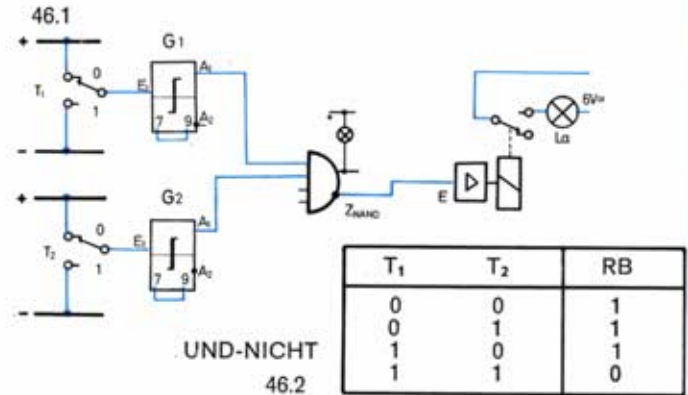 46.1
G1
+
0
T₁
1
E₁
A₁
7 9
A₂
−
+
G2
0
T₂
1
E₂
A₁
7 9
A₂
−
+
Z_NAND
E
6V≃
La
UND-NICHT
46.2
T₁ T₂ RB
0 0 1
0 1 1
1 0 1
1 1 0